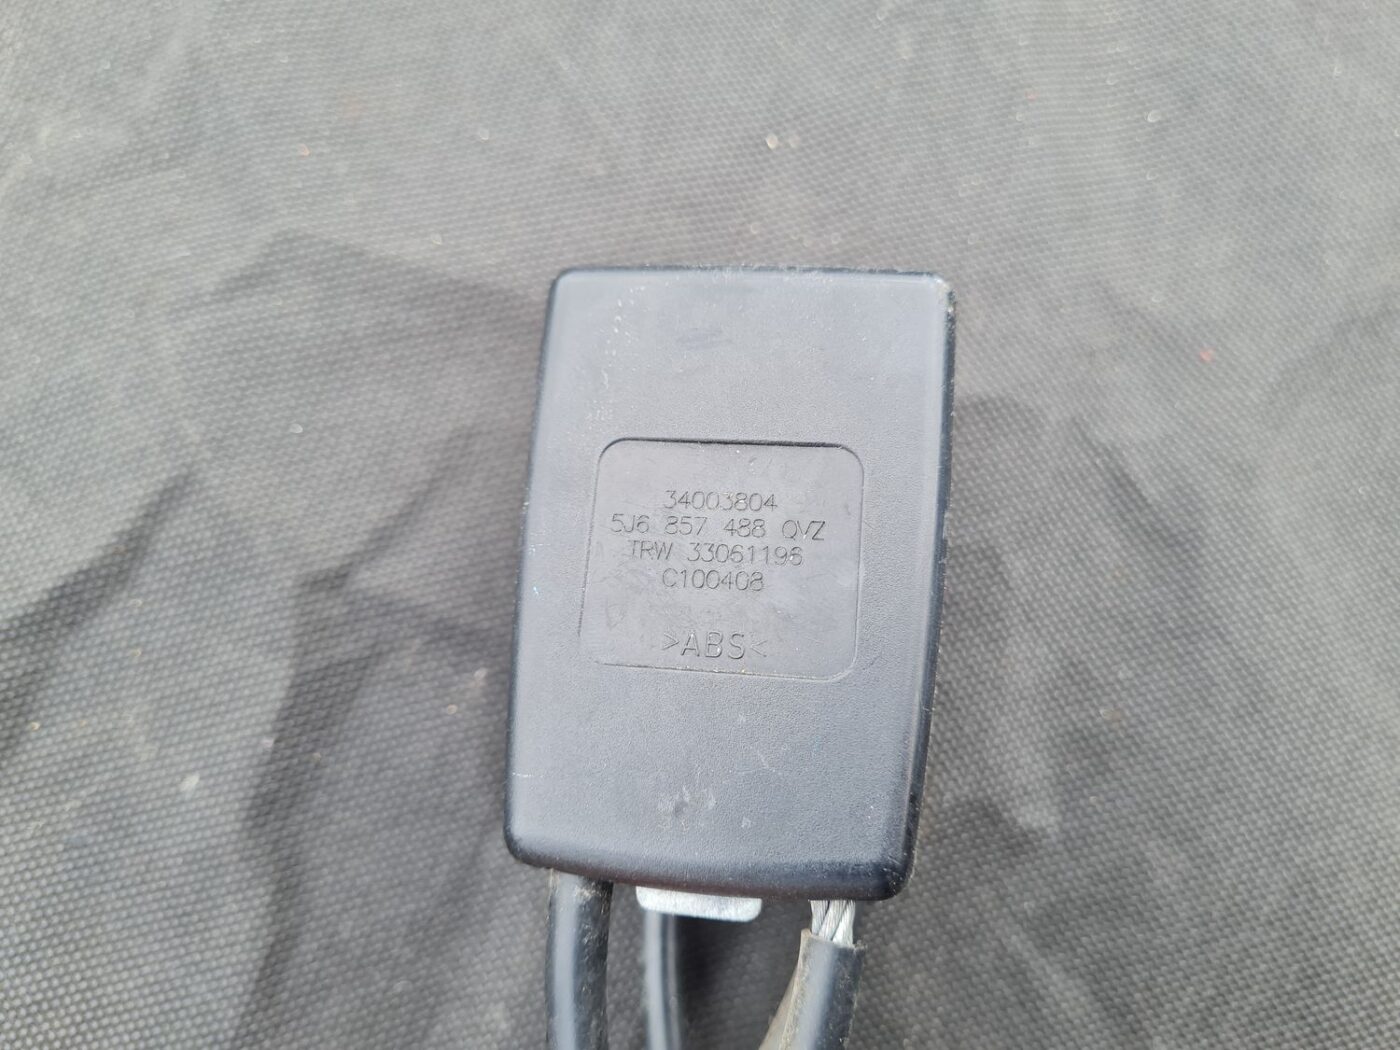 34003804
5J6 857 488 QVZ
TRW 33061196
C100408
>ABS<